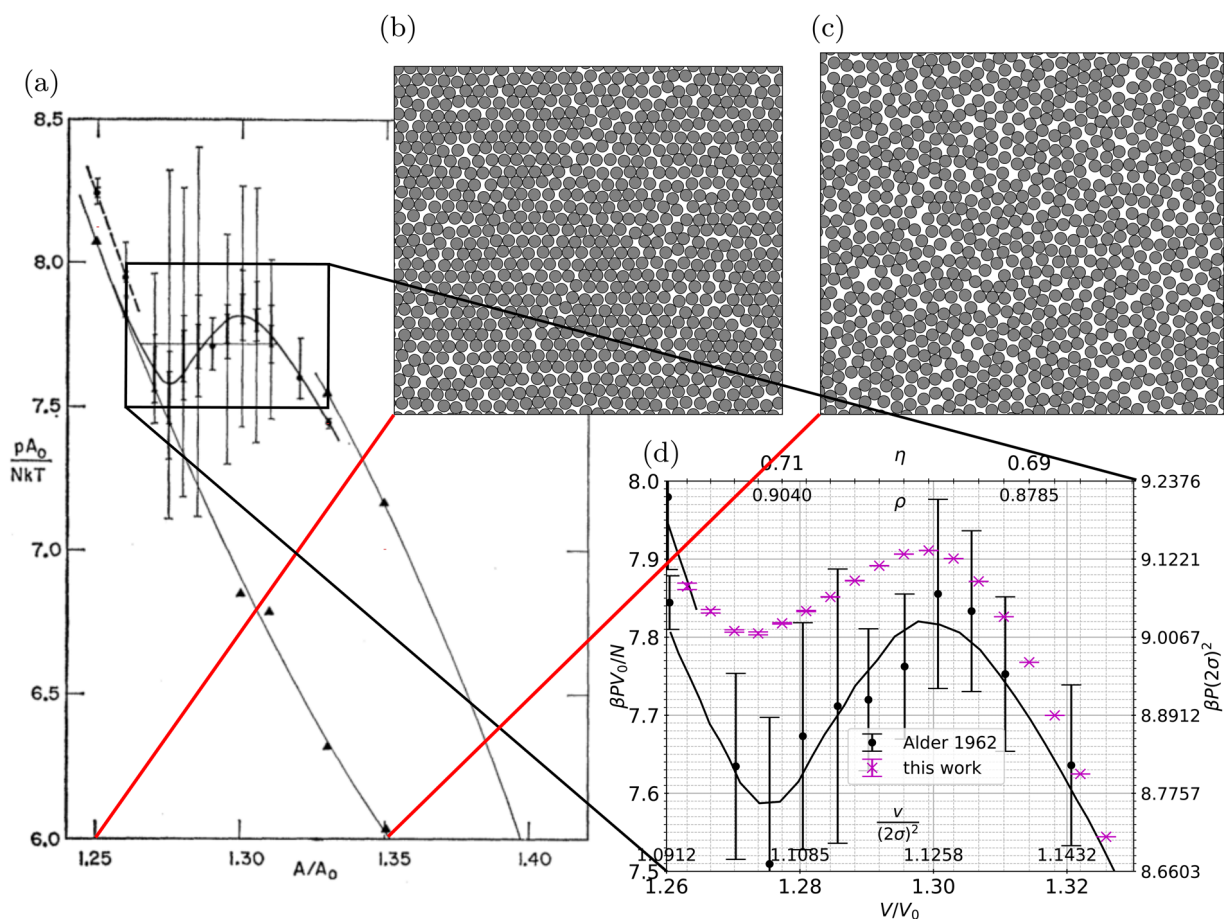 (b)
(c)
(a)
8.5
8.0
7.5
pA₀
NkT
7.0
6.5
6.0
1.25
1.30
1.35
1.40
A/A₀
(d)
0.71
η
0.69
8.0
0.9040
ρ
0.8785
9.2376
7.9
9.1221
7.8
9.0067
βPV₀/N
βP(2σ)²
7.7
8.8912
Alder 1962
this work
7.6
8.7757
v
(2σ)²
1.0912
1.1085
1.1258
1.1432
7.5
8.6603
1.26
1.28
1.30
1.32
V/V₀